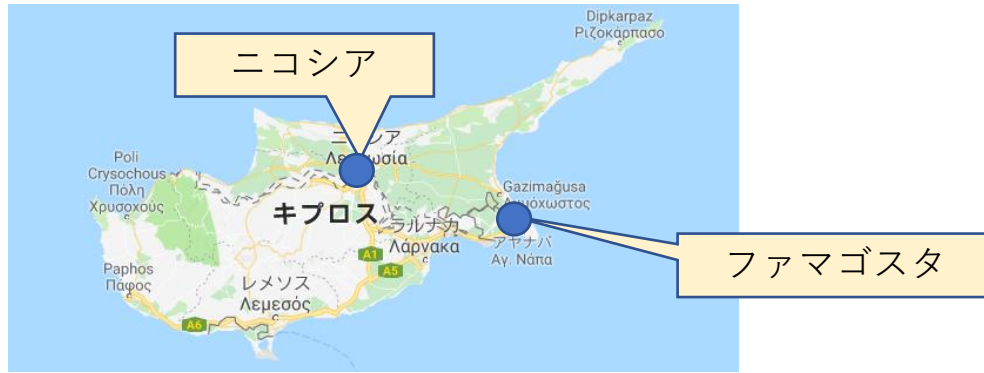 Dipkarpaz
Ριζοκάρπασο
ニコシア
Poli
Crysochous
Πόλη
Χρυσοχούς
Gazimağusa
キプロス
ラルナカ
Λάρνακα
アヤナパ
Αγ. Νάπα
ファマゴスタ
A1
A5
Paphos
Πάφος
レメソス
Λεμεσός
A6